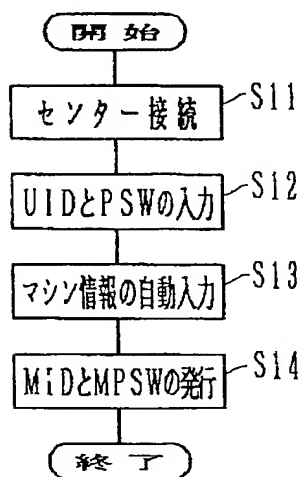 開始
センター接続
S11
UIDとPSWの入力
S12
マシン情報の自動入力
S13
MiDとMPSWの発行
S14
終了